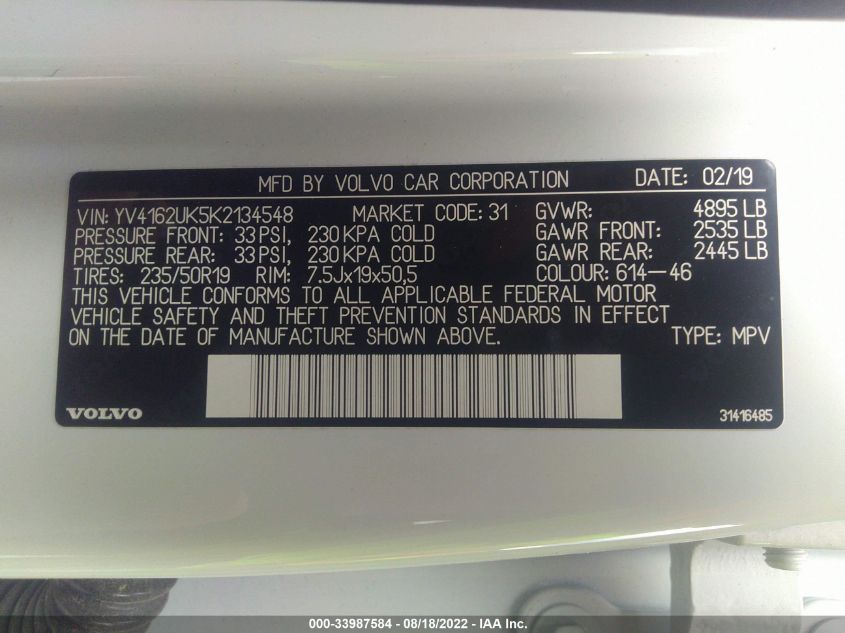 MFD BY VOLVO CAR CORPORATION DATE: 02/19
VIN: YV4162UK5K2134548 MARKET CODE: 31 GVWR: 4895 LB
PRESSURE FRONT: 33 PSI, 230 KPA COLD GAWR FRONT: 2535 LB
PRESSURE REAR: 33 PSI, 230 KPA COLD GAWR REAR: 2445 LB
TIRES: 235/50R19 RIM: 7.5Jx19x50,5 COLOUR: 614-46
THIS VEHICLE CONFORMS TO ALL APPLICABLE FEDERAL MOTOR
VEHICLE SAFETY AND THEFT PREVENTION STANDARDS IN EFFECT
ON THE DATE OF MANUFACTURE SHOWN ABOVE. TYPE: MPV
VOLVO 31416485
000-33987584 - 08/18/2022 - IAA Inc.